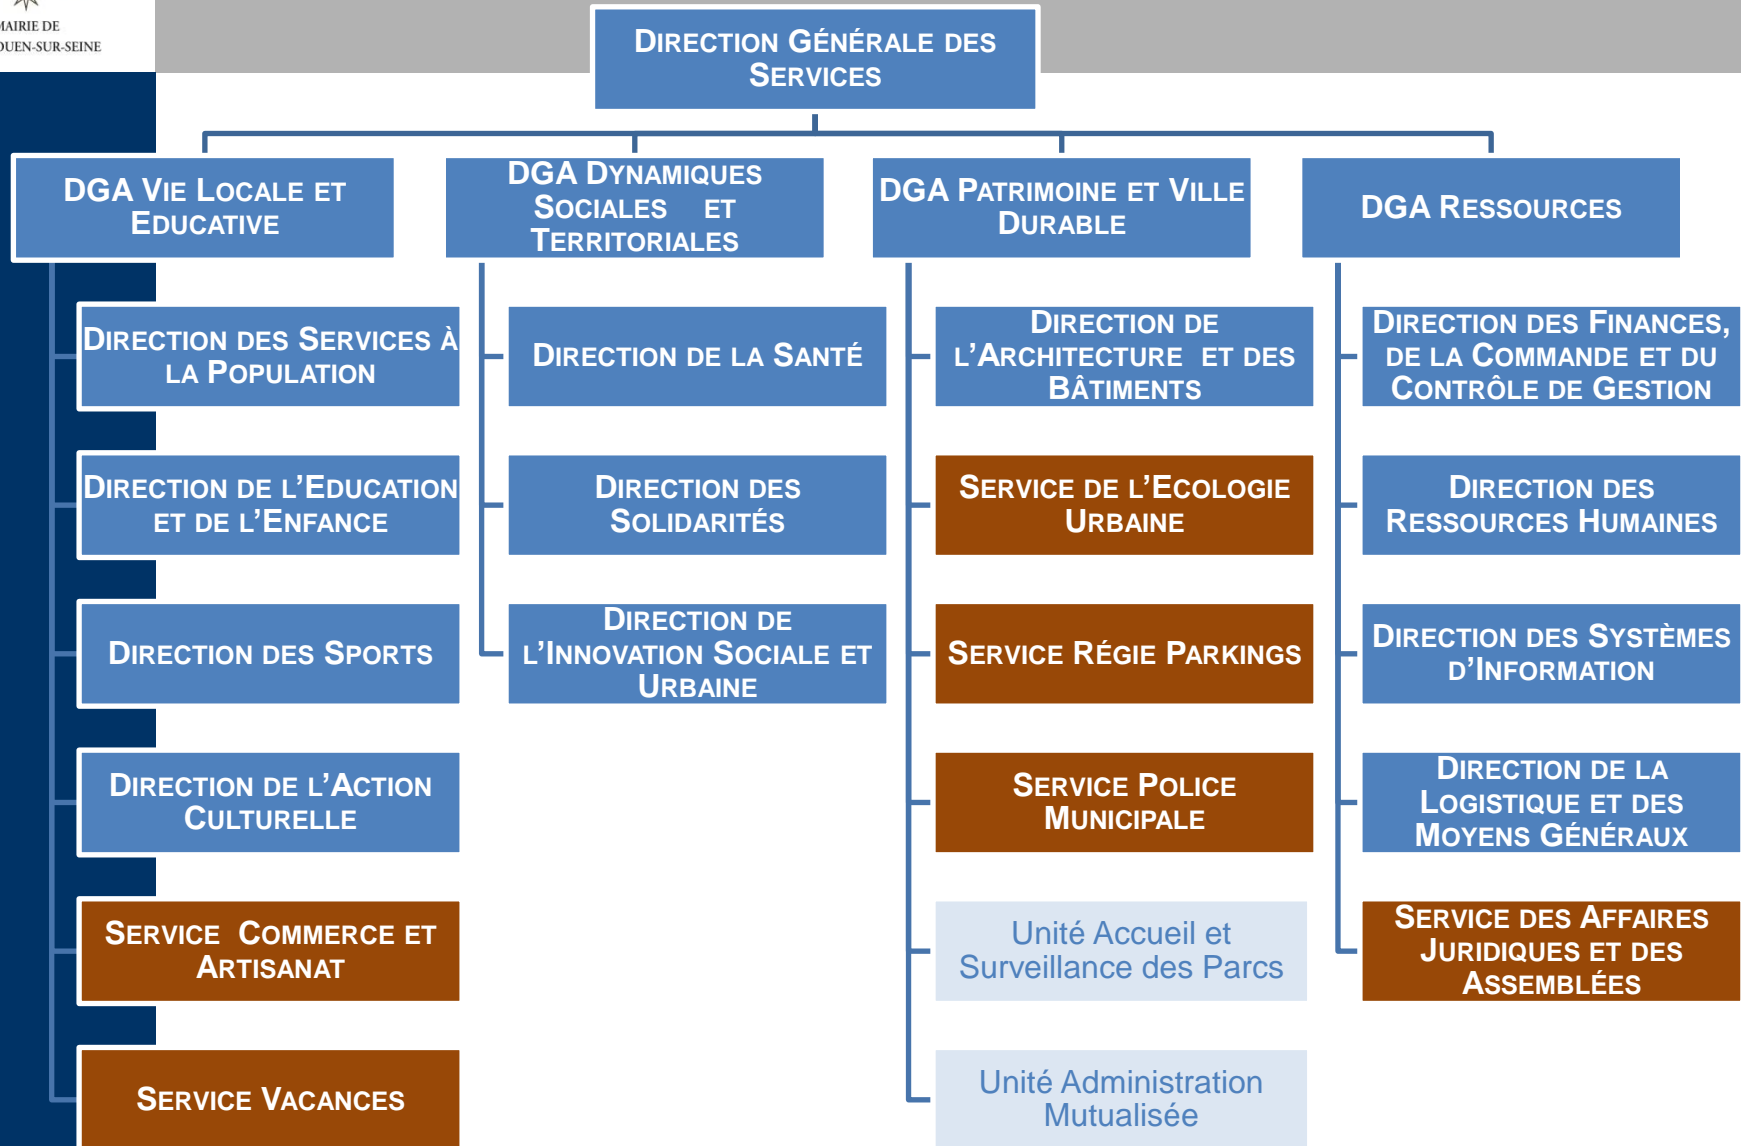 MAIRIE DE
OUEN-SUR-SEINE
DIRECTION GÉNÉRALE DES
SERVICES
DGA VIE LOCALE ET
EDUCATIVE
DGA DYNAMIQUES
SOCIALES ET
TERRITORIALES
DGA PATRIMOINE ET VILLE
DURABLE
DGA RESSOURCES
DIRECTION DES SERVICES À
LA POPULATION
DIRECTION DE L’EDUCATION
ET DE L’ENFANCE
DIRECTION DES SPORTS
DIRECTION DE L’ACTION
CULTURELLE
SERVICE COMMERCE ET
ARTISANAT
SERVICE VACANCES
DIRECTION DE LA SANTÉ
DIRECTION DES
SOLIDARITÉS
DIRECTION DE
L’INNOVATION SOCIALE ET
URBAINE
DIRECTION DE
L’ARCHITECTURE ET DES
BÂTIMENTS
SERVICE DE L’ECOLOGIE
URBAINE
SERVICE RÉGIE PARKINGS
SERVICE POLICE
MUNICIPALE
Unité Accueil et
Surveillance des Parcs
Unité Administration
Mutualisée
DIRECTION DES FINANCES,
DE LA COMMANDE ET DU
CONTRÔLE DE GESTION
DIRECTION DES
RESSOURCES HUMAINES
DIRECTION DES SYSTÈMES
D’INFORMATION
DIRECTION DE LA
LOGISTIQUE ET DES
MOYENS GÉNÉRAUX
SERVICE DES AFFAIRES
JURIDIQUES ET DES
ASSEMBLÉES